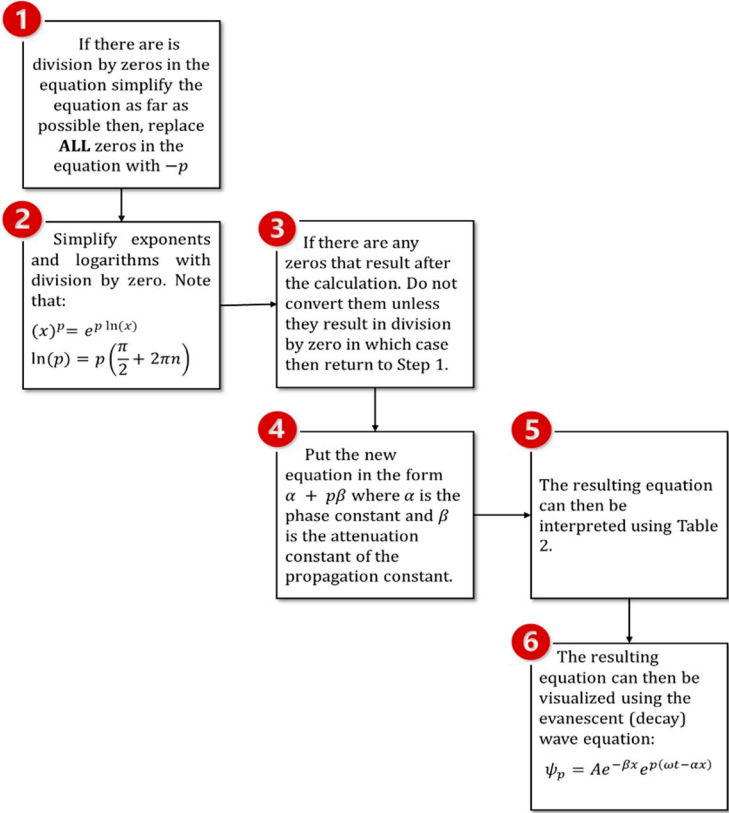 1
If there are is
division by zeros in the
equation simplify the
equation as far as
possible then, replace
ALL zeros in the
equation with −p
2
Simplify exponents
and logarithms with
division by zero. Note
that:
(x)ᵖ= eᵖ ˡⁿ⁽ˣ⁾
ln(p) = p(π/2 + 2πn)
3
If there are any
zeros that result after
the calculation. Do not
convert them unless
they result in division
by zero in which case
then return to Step 1.
4
Put the new
equation in the form
α + pβ where α is the
phase constant and β
is the attenuation
constant of the
propagation constant.
5
The resulting equation
can then be
interpreted using Table
2.
6
The resulting
equation can then be
visualized using the
evanescent (decay)
wave equation:
ψₚ = Ae^{−βx}e^{p(ωt−αx)}